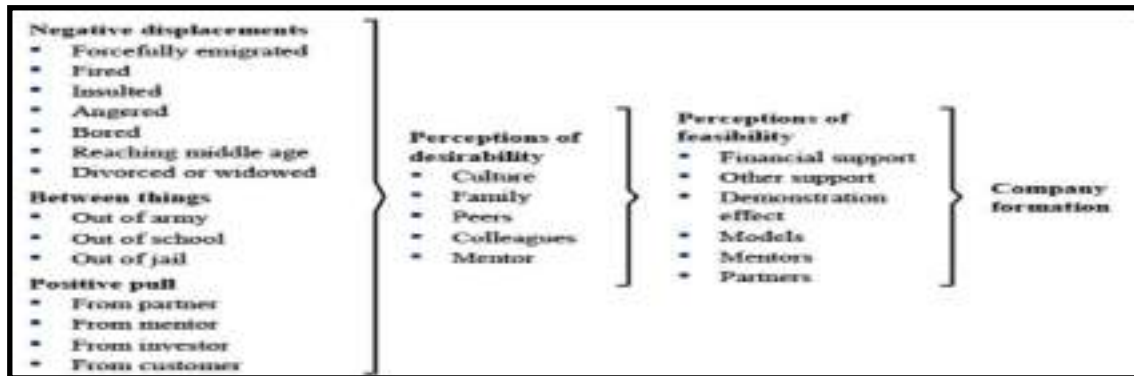 Negative displacements
• Forcefully emigrated
• Fired
• Insulted
• Angered
• Bored
• Reaching middle age
• Divorced or widowed
Between things
• Out of army
• Out of school
• Out of jail
Positive pull
• From partner
• From mentor
• From investor
• From customer
Perceptions of
desirability
• Culture
• Family
• Peers
• Colleagues
• Mentor
Perceptions of
feasibility
• Financial support
• Other support
• Demonstration
effect
• Models
• Mentors
• Partners
Company
formation